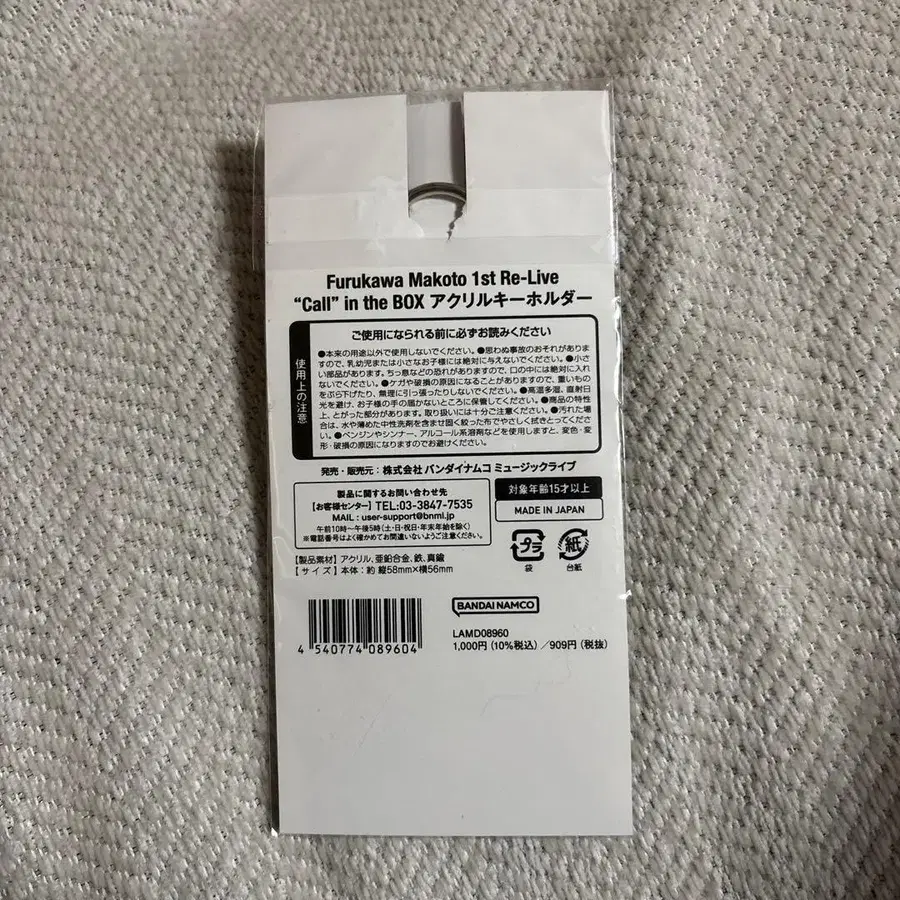 Furukawa Makoto 1st Re-Live
“Call” in the BOX アクリルキーホルダー
使用上の注意
ご使用になられる前に必ずお読みください
●本来の用途以外で使用しないでください。●思わぬ事故のおそれがありま
すので、乳幼児または小さなお子様には絶対に与えないでください。●小さ
い部品があります。ちっ息などの恐れがありますので、口の中には絶対に入れ
ないでください。●ケガや破損の原因になることがありますので、重いもの
をぶら下げたり、無理に引っ張ったりしないでください。●高温多湿、直射日
光を避け、お子様の手の届かないところに保管してください。●商品の特性
上、とがった部分があります。取り扱いには十分ご注意ください。●汚れた場
合は、水や薄めた中性洗剤を含ませ固く絞った布でやさしく拭きとってくださ
い。●ベンジンやシンナー、アルコール系溶剤などを使用しますと、変色・変
形・破損の原因になりますのでお避けください。
発売・販売元：株式会社 バンダイナムコ ミュージックライブ
製品に関するお問い合わせ先
【お客様センター】TEL:03-3847-7535
MAIL : user-support@bnml.jp
午前10時〜午後5時(土・日・祝日・年末年始を除く)
※電話番号はよく確かめてお間違いないようご注意ください。
対象年齢15才以上
MADE IN JAPAN
プラ
袋
紙
台紙
【製品素材】アクリル、亜鉛合金、鉄、真鍮
【サイズ】本体：約 縦58mm×横56mm
4 540774 089604
BANDAI NAMCO
LAMD08960
1,000円 (10%税込) ／909円 (税抜)